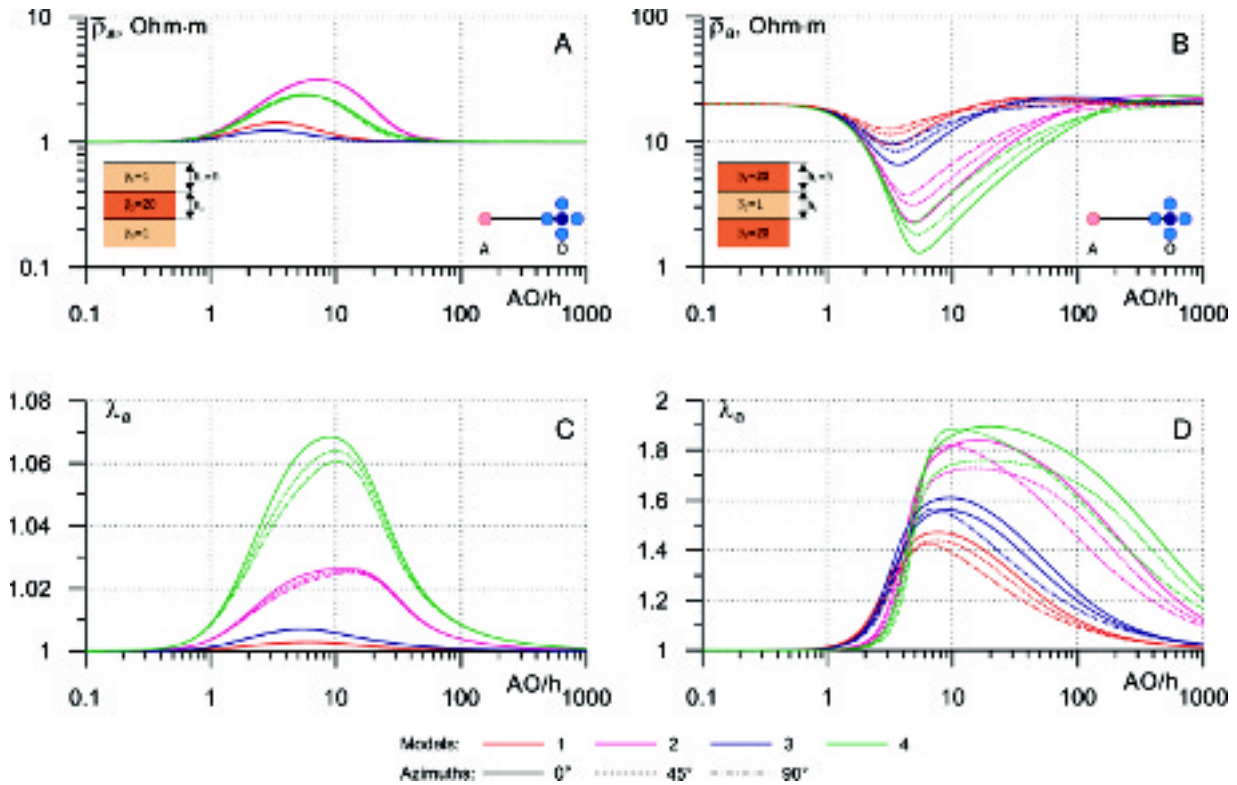 10 ρ̅ₐ, Ohm·m A
1
0.1
ρ₂=20
A O
AO/h
0.1 1 10 100 1000
100 ρ̅ₐ, Ohm·m B
10
1
A O
AO/h
0.1 1 10 100 1000
1.08 λₐ C
1.06
1.04
1.02
1
AO/h
0.1 1 10 100 1000
2 λₐ D
1.8
1.6
1.4
1.2
1
AO/h
0.1 1 10 100 1000
Models: 1 2 3 4
Azimuths: 0° 45° 90°